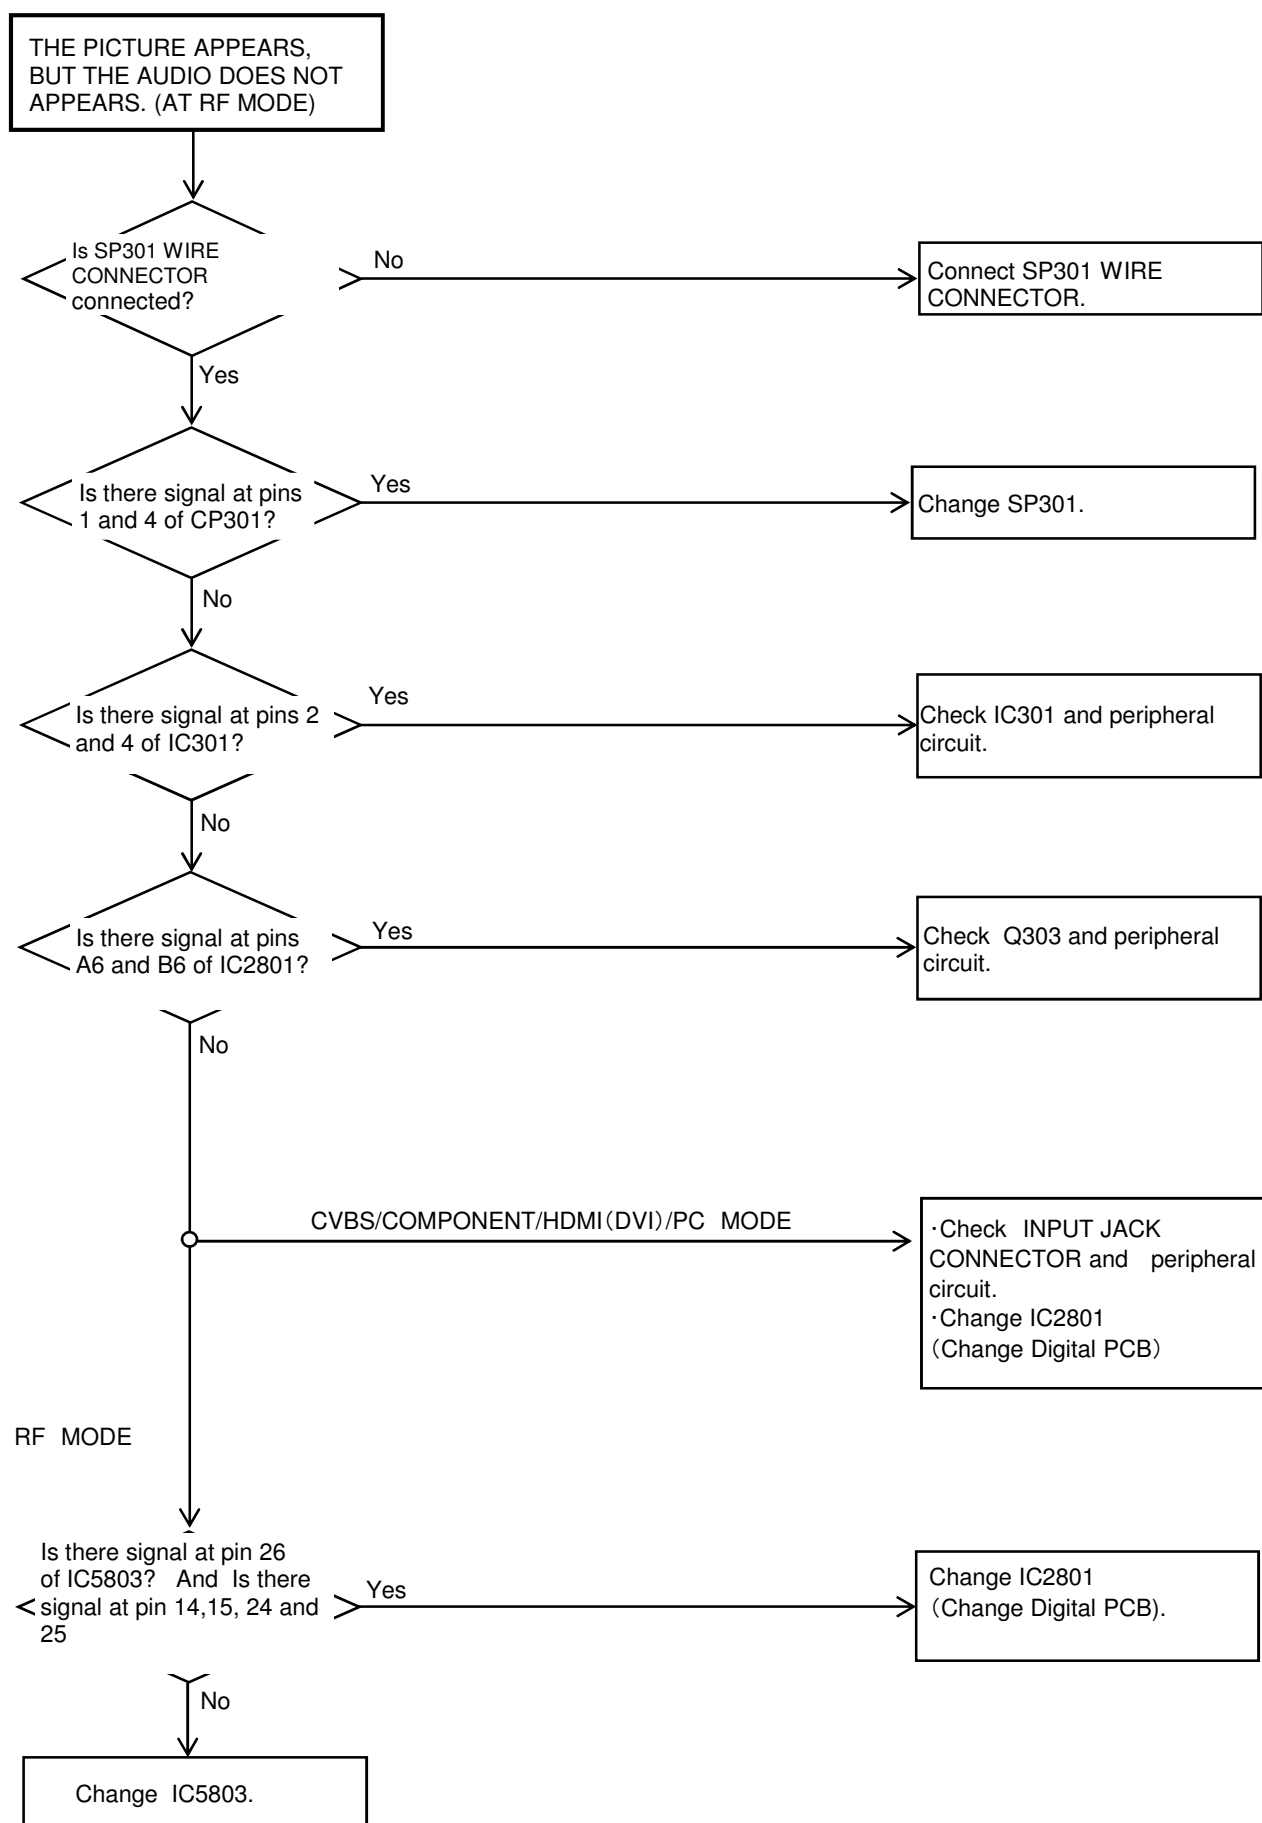 THE PICTURE APPEARS,
BUT THE AUDIO DOES NOT
APPEARS. (AT RF MODE)
Is SP301 WIRE
CONNECTOR
connected?
No
Connect SP301 WIRE
CONNECTOR.
Yes
Is there signal at pins
1 and 4 of CP301?
Yes
Change SP301.
No
Is there signal at pins 2
and 4 of IC301?
Yes
Check IC301 and peripheral
circuit.
No
Is there signal at pins
A6 and B6 of IC2801?
Yes
Check Q303 and peripheral
circuit.
No
CVBS/COMPONENT/HDMI(DVI)/PC MODE
・Check INPUT JACK
CONNECTOR and peripheral
circuit.
・Change IC2801
(Change Digital PCB)
RF MODE
Is there signal at pin 26
of IC5803? And Is there
signal at pin 14,15, 24 and
25
Yes
Change IC2801
(Change Digital PCB).
No
Change IC5803.